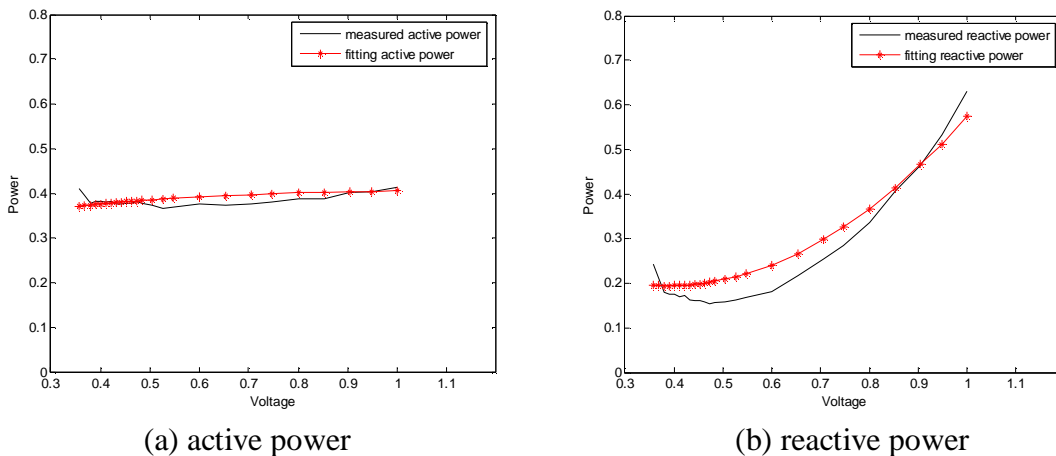 0.8
0.7
0.6
0.5
0.4
0.3
0.2
0.1
0
Power
0.3 0.4 0.5 0.6 0.7 0.8 0.9 1 1.1
Voltage
measured active power
fitting active power
(a) active power
0.8
0.7
0.6
0.5
0.4
0.3
0.2
0.1
0
Power
0.3 0.4 0.5 0.6 0.7 0.8 0.9 1 1.1
Voltage
measured reactive power
fitting reactive power
(b) reactive power